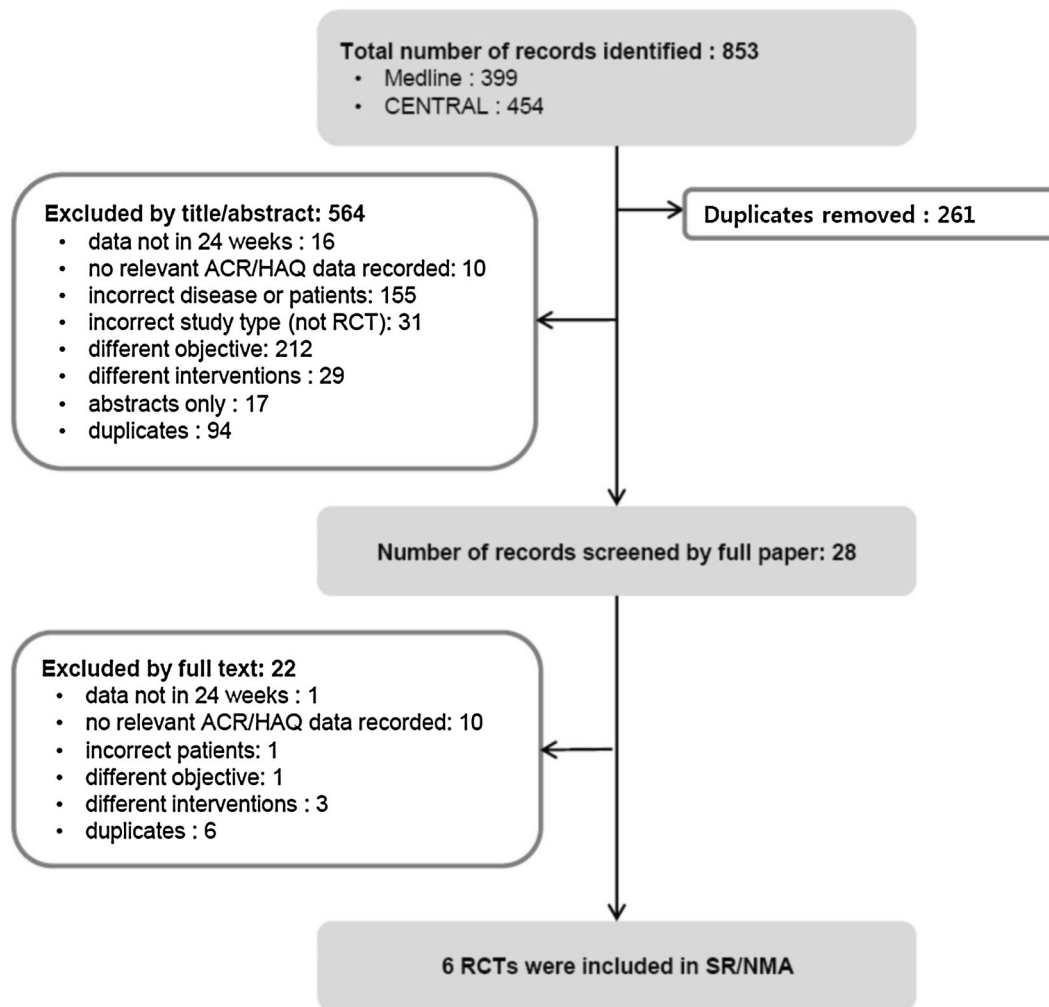 Total number of records identified : 853
• Medline : 399
• CENTRAL : 454
Duplicates removed : 261
Excluded by title/abstract: 564
• data not in 24 weeks : 16
• no relevant ACR/HAQ data recorded: 10
• incorrect disease or patients: 155
• incorrect study type (not RCT): 31
• different objective: 212
• different interventions : 29
• abstracts only : 17
• duplicates : 94
Number of records screened by full paper: 28
Excluded by full text: 22
• data not in 24 weeks : 1
• no relevant ACR/HAQ data recorded: 10
• incorrect patients: 1
• different objective: 1
• different interventions : 3
• duplicates : 6
6 RCTs were included in SR/NMA